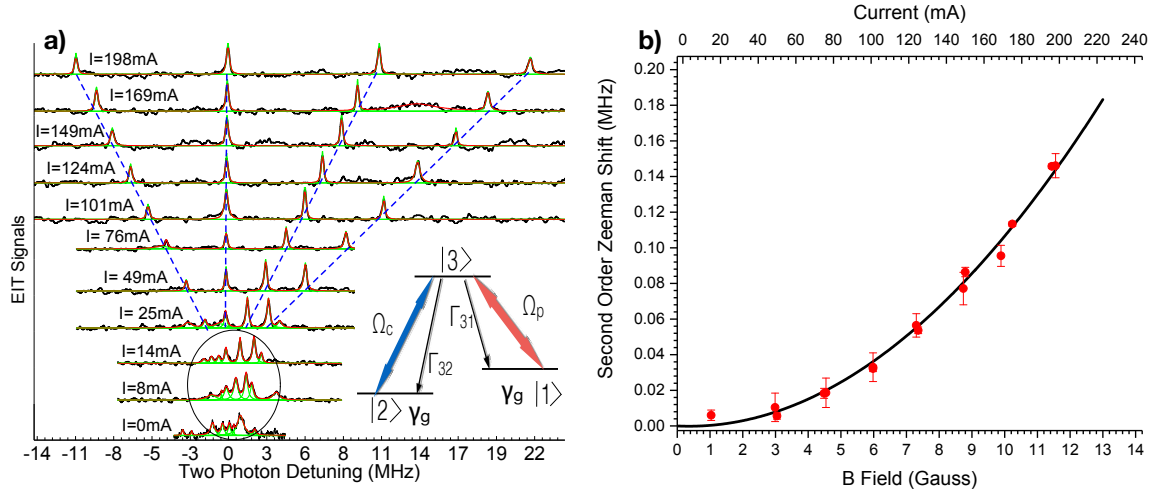 a)
I=198mA
I=169mA
I=149mA
I=124mA
I=101mA
I= 76mA
I= 49mA
I= 25mA
I=14mA
I=8mA
I=0mA
EIT Signals
-14 -11 -8 -6 -3 0 3 6 8 11 14 17 19 22
Two Photon Detuning (MHz)
|3⟩
Ωc Γ31 Ωp
Γ32
|2⟩ γg γg |1⟩
b)
Current (mA)
0 20 40 60 80 100 120 140 160 180 200 220 240
Second Order Zeeman Shift (MHz)
0.20
0.18
0.16
0.14
0.12
0.10
0.08
0.06
0.04
0.02
0.00
0 1 2 3 4 5 6 7 8 9 10 11 12 13 14
B Field (Gauss)